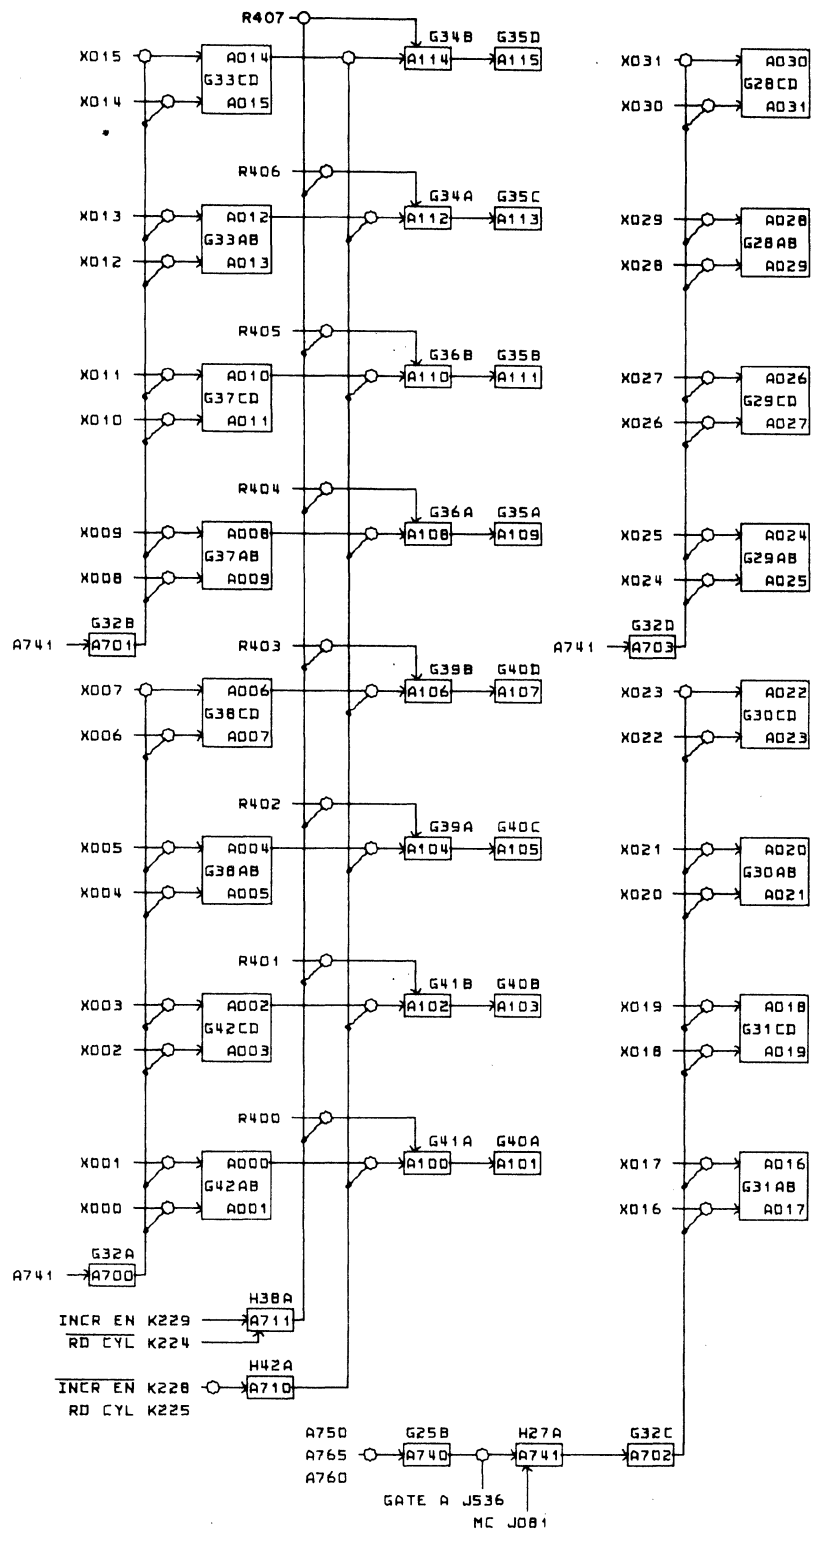 R407
G34B G35D
X015 A014 A114 A115 X031 A030
G33CD G28CD
X014 A015 X030 A031
R406
G34A G35C
X013 A012 A112 A113 X029 A028
G33AB G28AB
X012 A013 X028 A029
R405
G36B G35B
X011 A010 A110 A111 X027 A026
G37CD G29CD
X010 A011 X026 A027
R404
G36A G35A
X009 A008 A108 A109 X025 A024
G37AB G29AB
X008 A009 X024 A025
G32B G32D
A741 A701 R403 A741 A703
G39B G40D
X007 A006 A106 A107 X023 A022
G38CD G30CD
X006 A007 X022 A023
R402
G39A G40C
X005 A004 A104 A105 X021 A020
G38AB G30AB
X004 A005 X020 A021
R401
G41B G40B
X003 A002 A102 A103 X019 A018
G42CD G31CD
X002 A003 X018 A019
R400
G41A G40A
X001 A000 A100 A101 X017 A016
G42AB G31AB
X000 A001 X016 A017
G32A
A741 A700
H38A
INCR EN K229 A711
RD CYL K224
H42A
INCR EN K228 A710
RD CYL K225
A750 G25B H27A G32C
A765 A740 A741 A702
A760
GATE A J536
MC J081